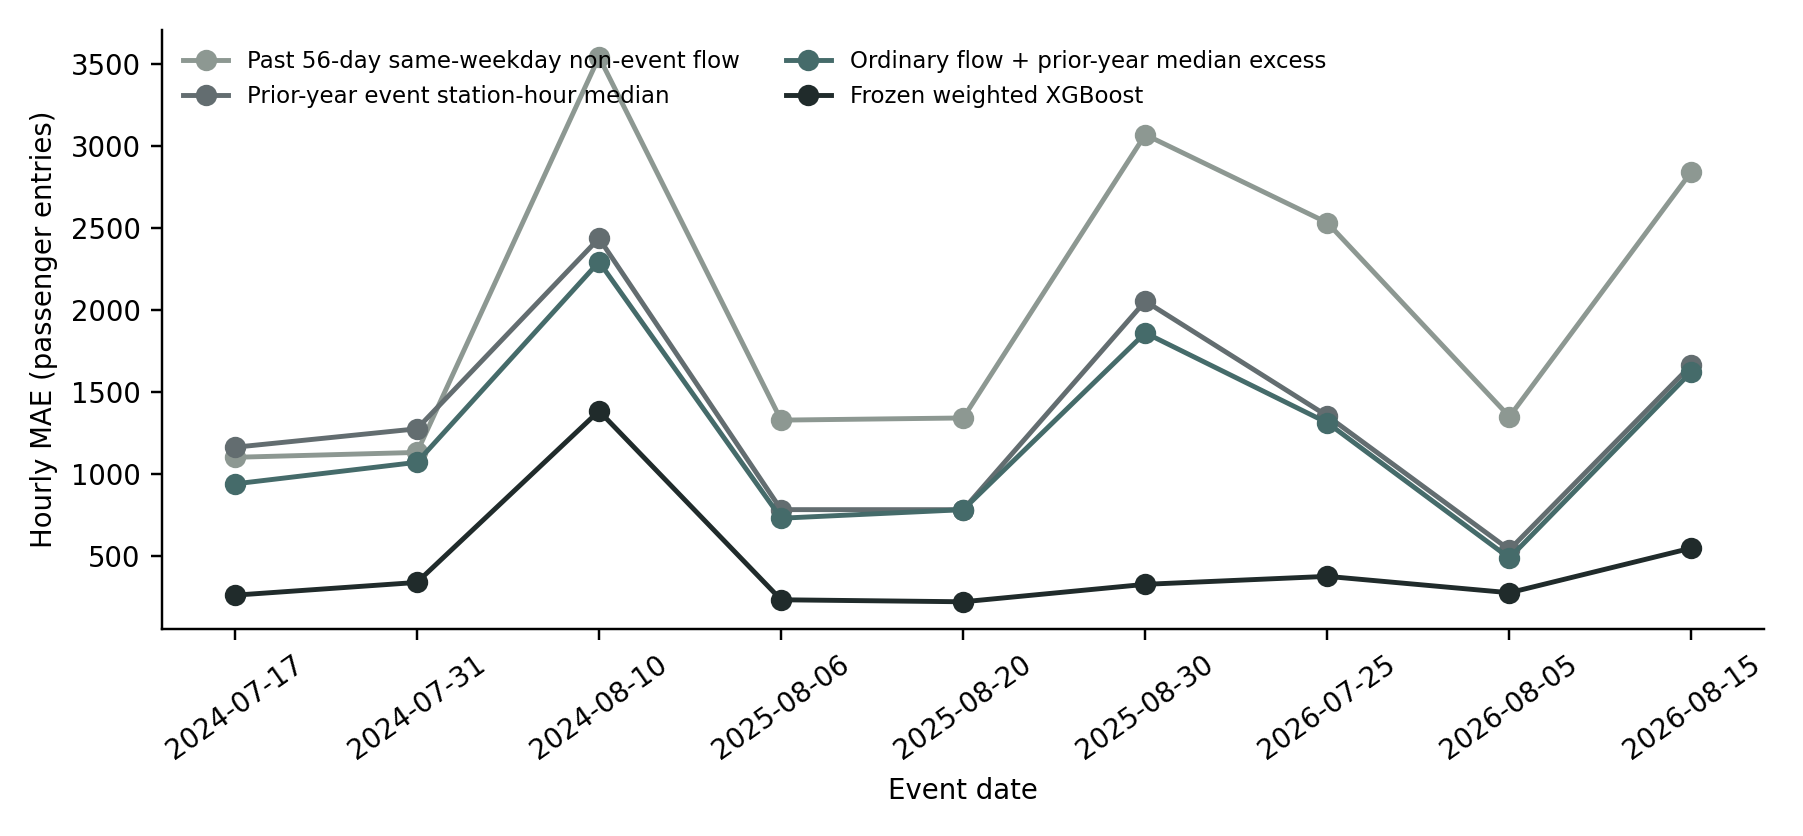 Past 56-day same-weekday non-event flow
Prior-year event station-hour median
Ordinary flow + prior-year median excess
Frozen weighted XGBoost
Hourly MAE (passenger entries)
3500
3000
2500
2000
1500
1000
500
2024-07-17
2024-07-31
2024-08-10
2025-08-06
2025-08-20
2025-08-30
2026-07-25
2026-08-05
2026-08-15
Event date